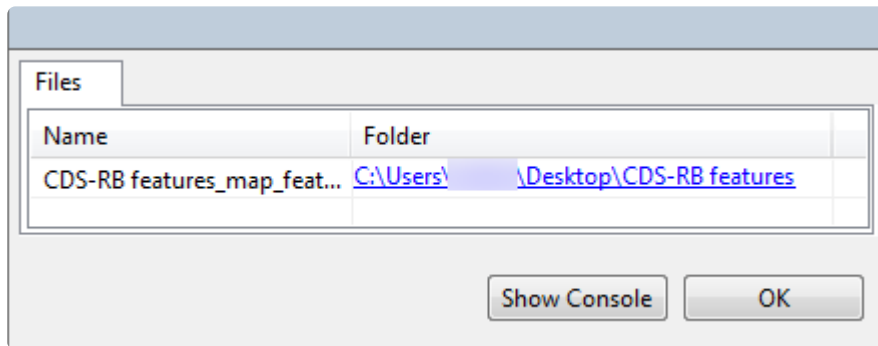 Files
Name Folder
CDS-RB features_map_feat... C:\Users\ \Desktop\CDS-RB features
Show Console OK